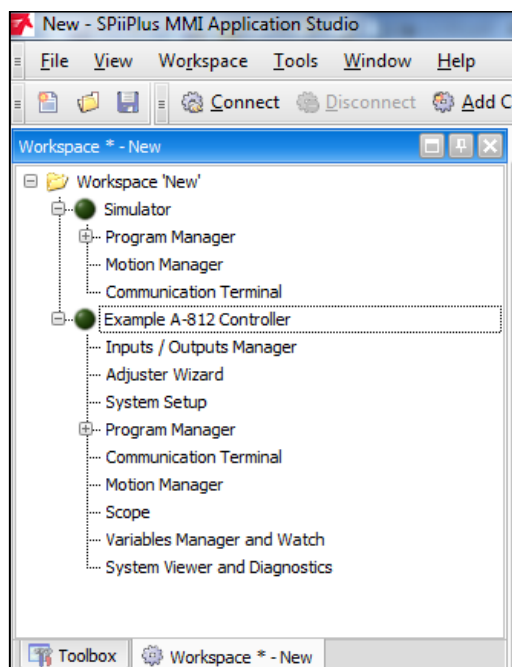 New - SPiiPlus MMI Application Studio
File View Workspace Tools Window Help
Connect Disconnect Add C
Workspace * - New
Workspace 'New'
Simulator
Program Manager
Motion Manager
Communication Terminal
Example A-812 Controller
Inputs / Outputs Manager
Adjuster Wizard
System Setup
Program Manager
Communication Terminal
Motion Manager
Scope
Variables Manager and Watch
System Viewer and Diagnostics
Toolbox Workspace * - New